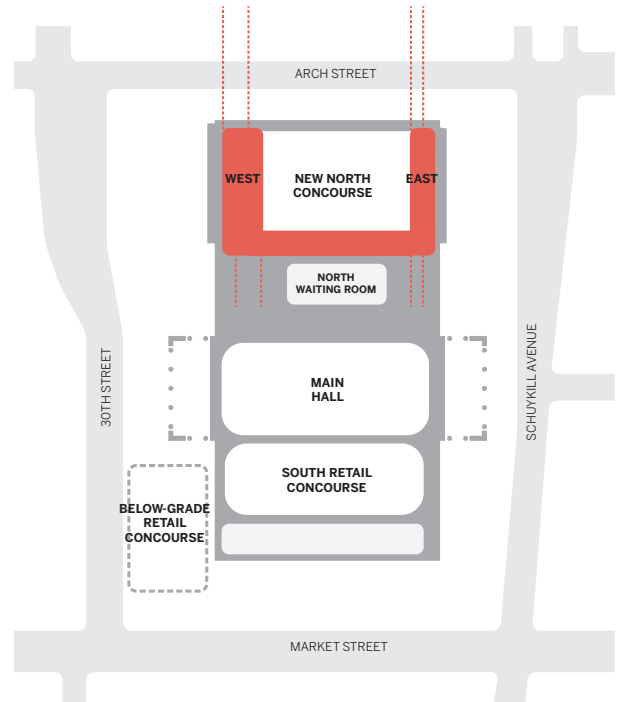 ARCH STREET
WEST
NEW NORTH
CONCOURSE
EAST
NORTH
WAITING ROOM
30TH STREET
MAIN
HALL
SCHUYKILL AVENUE
SOUTH RETAIL
CONCOURSE
BELOW-GRADE
RETAIL
CONCOURSE
MARKET STREET